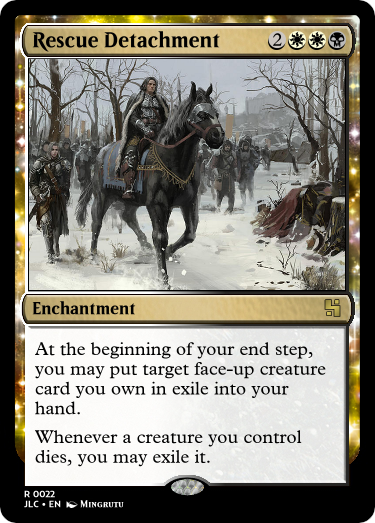 Rescue Detachment 2
Enchantment
At the beginning of your end step,
you may put target face-up creature
card you own in exile into your
hand.
Whenever a creature you control
dies, you may exile it.
R 0022
JLC • EN Mingrutu